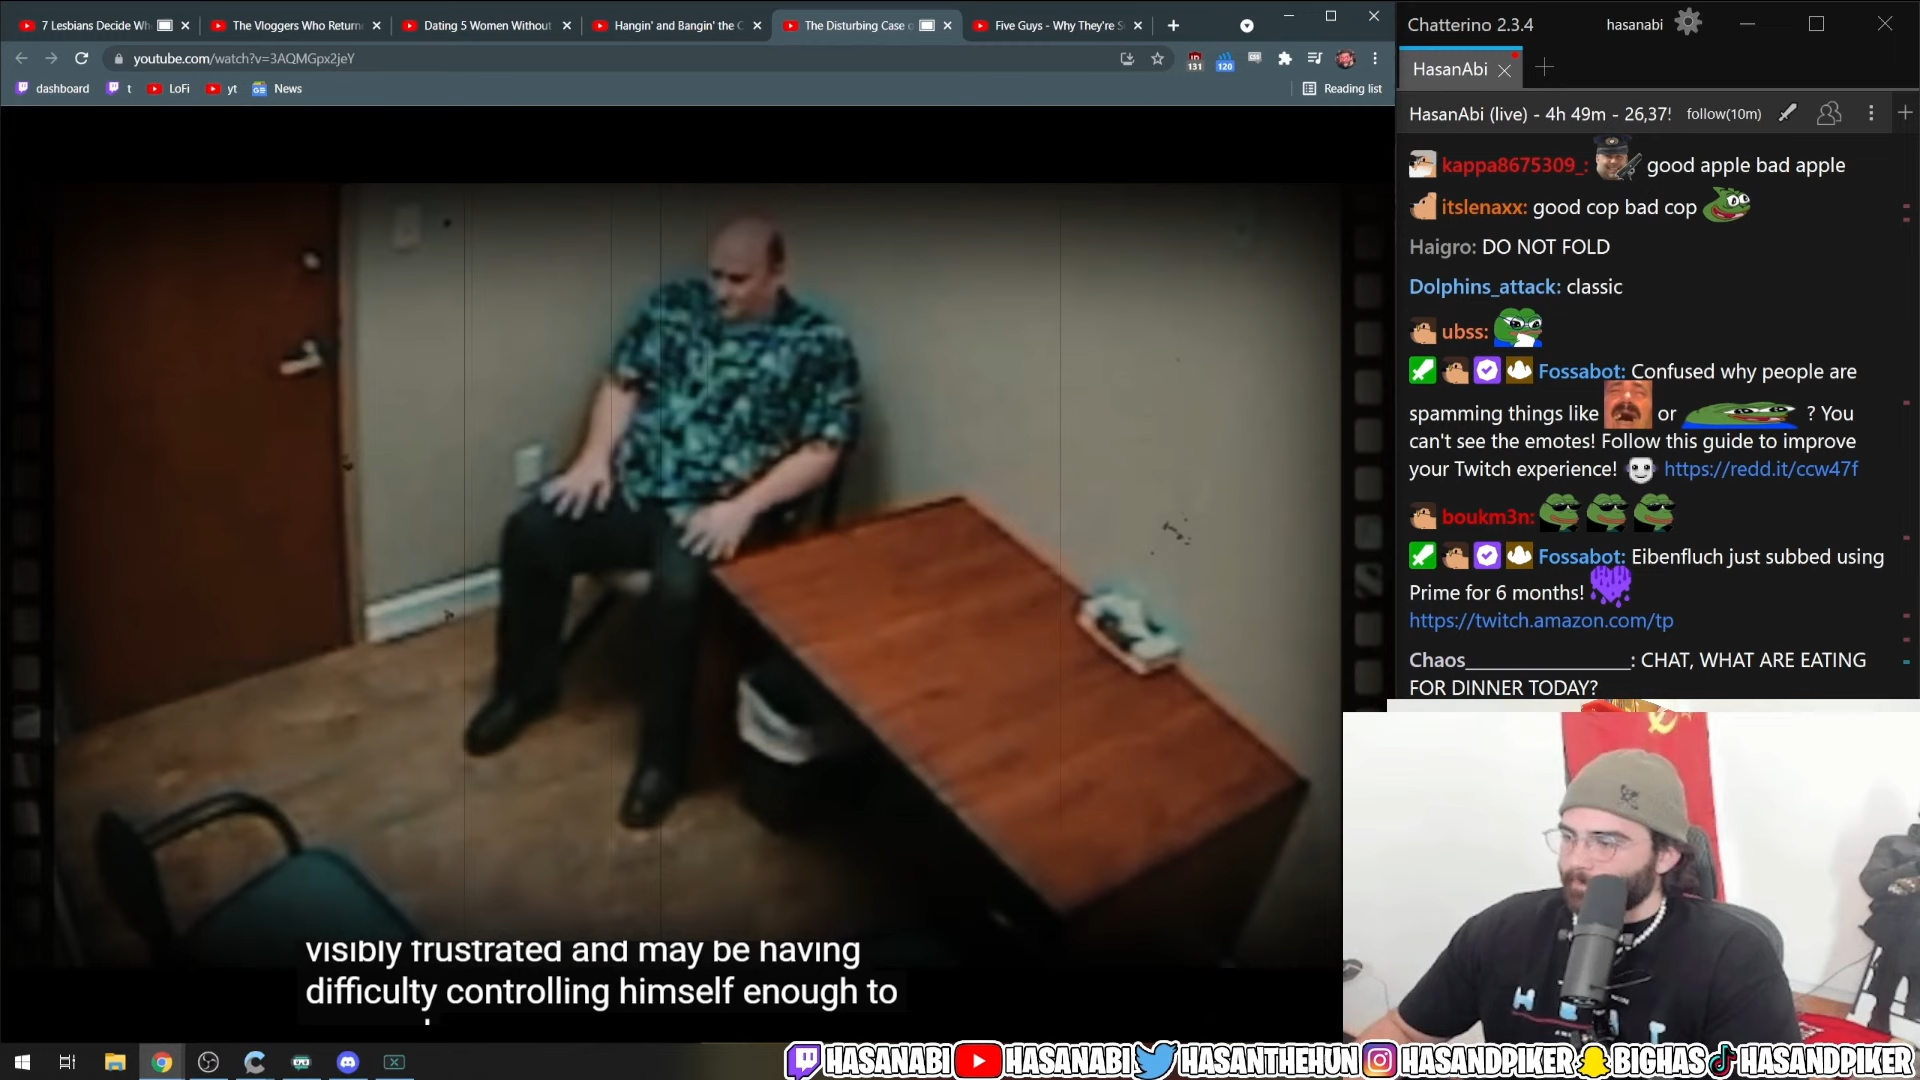 7 Lesbians Decide Wh
The Vloggers Who Return
Dating 5 Women Without
Hangin' and Bangin' the C
The Disturbing Case o
Five Guys - Why They're S
youtube.com/watch?v=3AQMGpx2jeY
131
120
dashboard
t
LoFi
yt
News
Reading list
visibly frustrated and may be having
difficulty controlling himself enough to
Chatterino 2.3.4
hasanabi
HasanAbi
HasanAbi (live) - 4h 49m - 26,37!
follow(10m)
kappa8675309_: good apple bad apple
itslenaxx: good cop bad cop
Haigro: DO NOT FOLD
Dolphins_attack: classic
ubss:
Fossabot: Confused why people are
spamming things like or ? You
can't see the emotes! Follow this guide to improve
your Twitch experience! https://redd.it/ccw47f
boukm3n:
Fossabot: Eibenfluch just subbed using
Prime for 6 months!
https://twitch.amazon.com/tp
Chaos_________________: CHAT, WHAT ARE EATING
FOR DINNER TODAY?
HASANABI HASANABI HASANTHEHUN HASANDPIKER BIGHAS HASANDPIKER